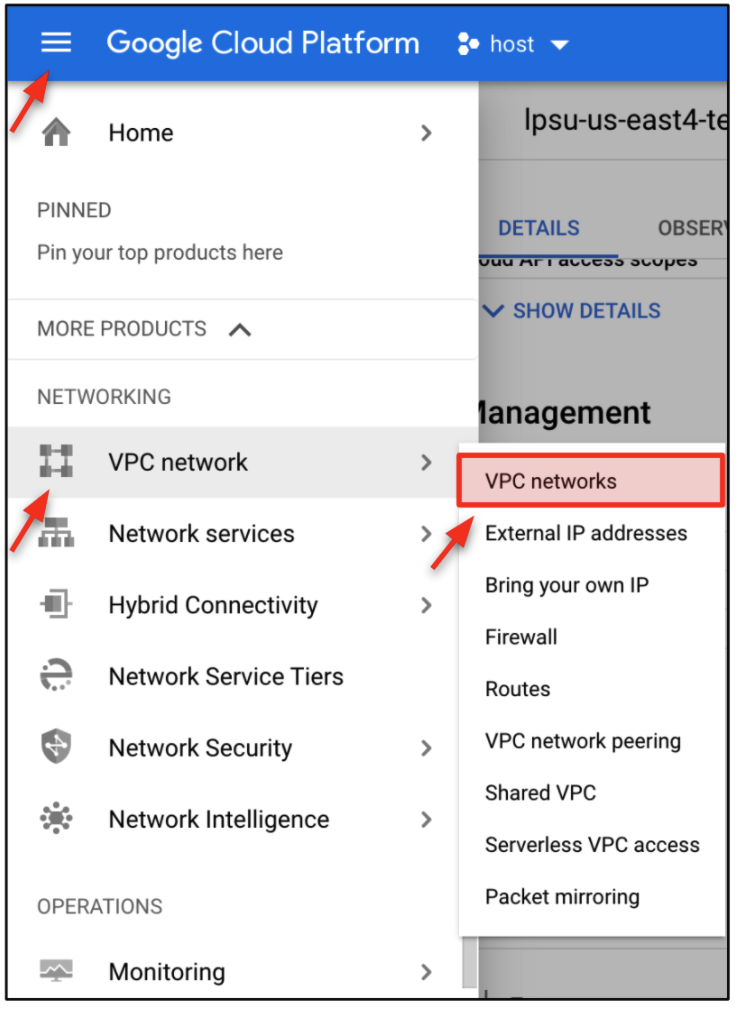 Google Cloud Platform host
Home
PINNED
Pin your top products here
MORE PRODUCTS
NETWORKING
VPC network
Network services
Hybrid Connectivity
Network Service Tiers
Network Security
Network Intelligence
OPERATIONS
Monitoring
lpsu-us-east4-te
DETAILS OBSERV
oud API access scopes
SHOW DETAILS
Management
VPC networks
External IP addresses
Bring your own IP
Firewall
Routes
VPC network peering
Shared VPC
Serverless VPC access
Packet mirroring